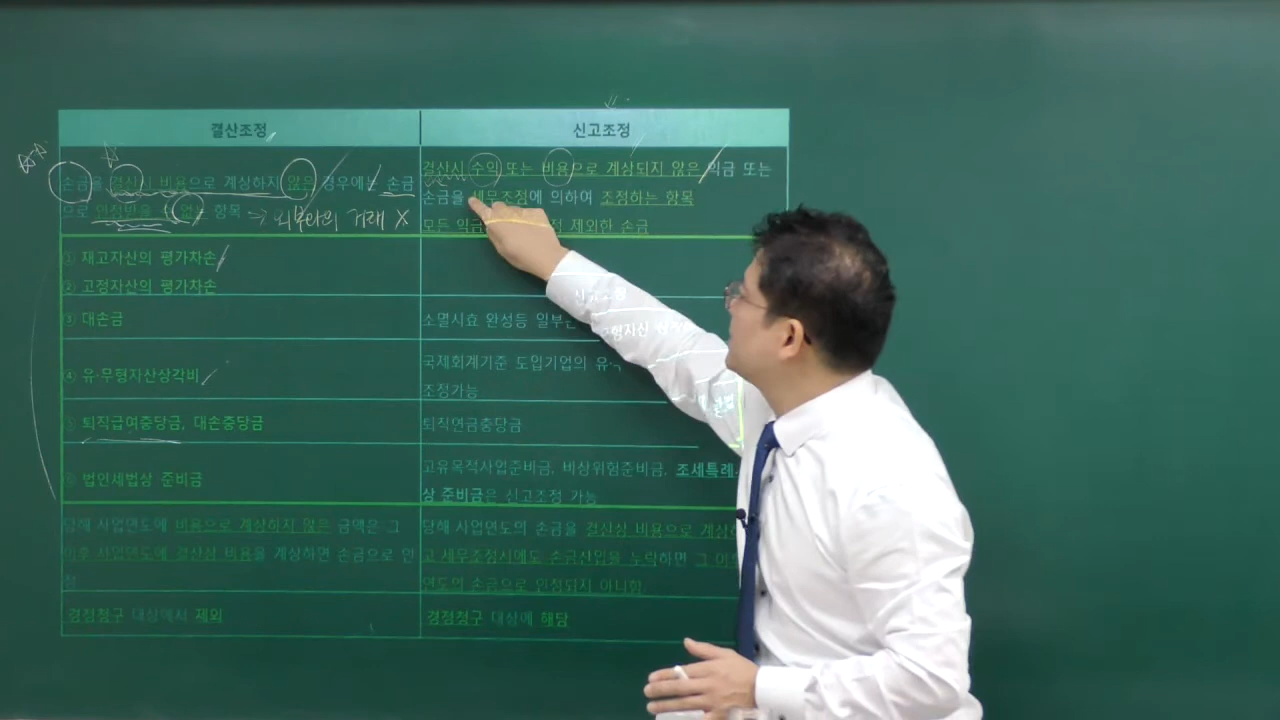 결산조정
신고조정
손금을 결산시 비용으로 계상하지 않은 경우에는 손금
으로 인정받을 수 없는 항목 → 외부와의 거래 X
결산시 수익 또는 비용으로 계상되지 않은 익금 또는
손금을 세무조정에 의하여 조정하는 항목
모든 익금 제외한 손금
① 재고자산의 평가차손
② 고정자산의 평가차손
③ 대손금
소멸시효 완성등 일부는
④ 유·무형자산상각비
국제회계기준 도입기업의 유·
조정가능
⑤ 퇴직급여충당금, 대손충당금
퇴직연금충당금
⑥ 법인세법상 준비금
고유목적사업준비금, 비상위험준비금, 조세특례
상 준비금은 신고조정 가능
당해 사업연도에 비용으로 계상하지 않은 금액은 그
이후 사업연도에 결산상 비용을 계상하면 손금으로 인
정
당해 사업연도의 손금을 결산상 비용으로 계상
고 세무조정시에도 손금산입을 누락하면 그 이
연도의 손금으로 인정되지 아니함
경정청구 대상에서 제외
경정청구 대상에 해당